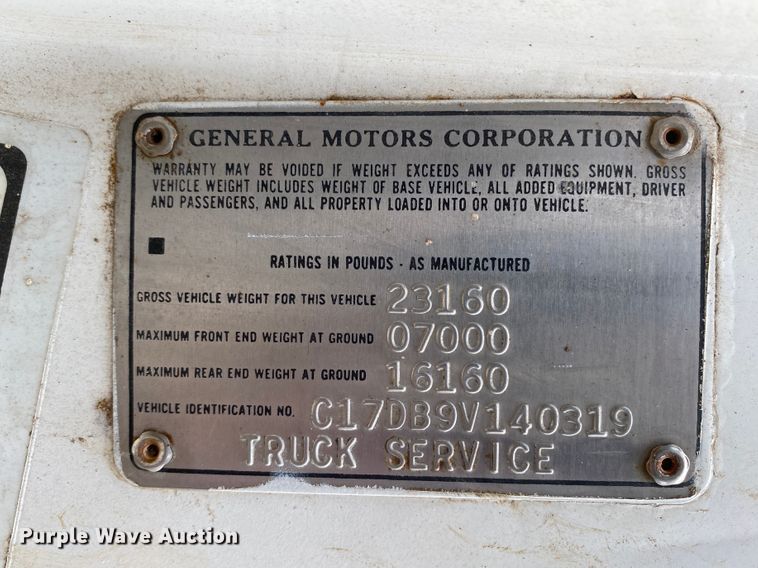 GENERAL MOTORS CORPORATION
WARRANTY MAY BE VOIDED IF WEIGHT EXCEEDS ANY OF RATINGS SHOWN. GROSS
VEHICLE WEIGHT INCLUDES WEIGHT OF BASE VEHICLE, ALL ADDED EQUIPMENT, DRIVER
AND PASSENGERS, AND ALL PROPERTY LOADED INTO OR ONTO VEHICLE.
RATINGS IN POUNDS - AS MANUFACTURED
GROSS VEHICLE WEIGHT FOR THIS VEHICLE 23160
MAXIMUM FRONT END WEIGHT AT GROUND 07000
MAXIMUM REAR END WEIGHT AT GROUND 16160
VEHICLE IDENTIFICATION NO. C17DB9V140319
TRUCK SERVICE
Purple Wave Auction